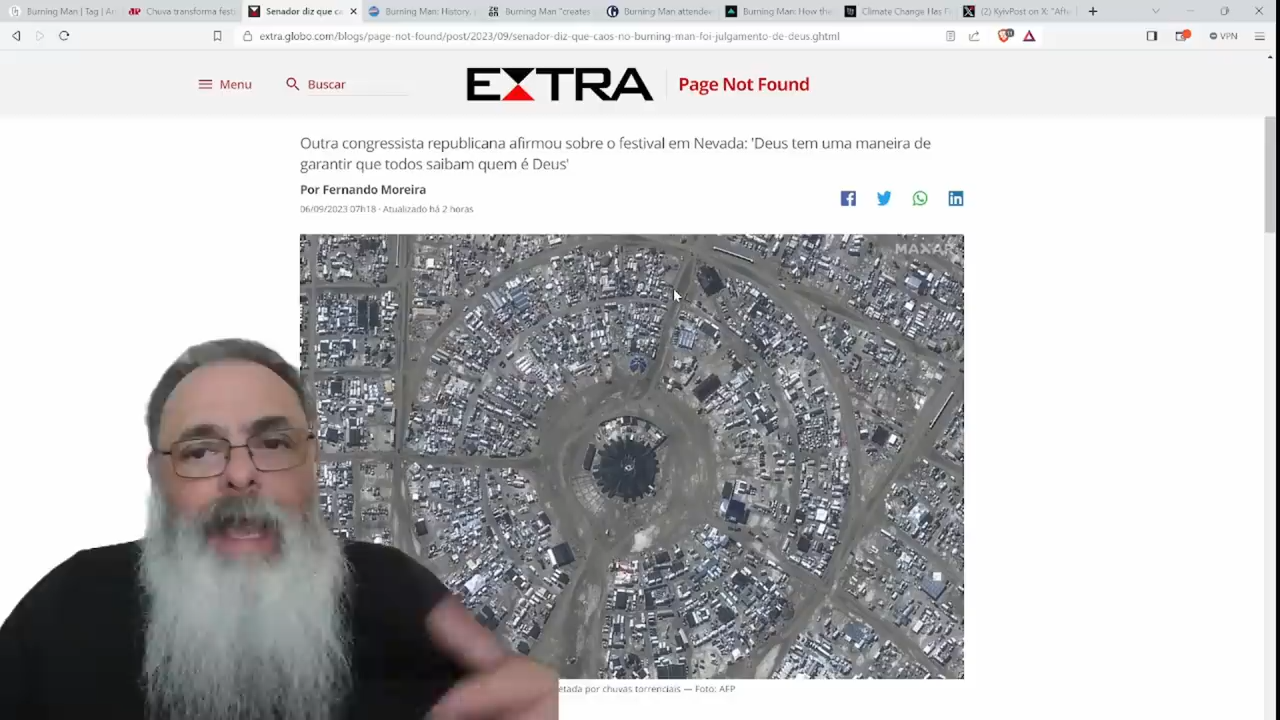 Burning Man | Tag | Ar
Chuva transforma festi
Senador diz que ca
Burning Man: History,
Burning Man "creates
Burning Man attendee
Burning Man: How the
Climate Change Has F
(2) KyivPost on X: "Afte
extra.globo.com/blogs/page-not-found/post/2023/09/senador-diz-que-caos-no-burning-man-foi-julgamento-de-deus.ghtml
VPN
Menu
Buscar
EXTRA
Page Not Found
Outra congressista republicana afirmou sobre o festival em Nevada: 'Deus tem uma maneira de
garantir que todos saibam quem é Deus'
Por Fernando Moreira
06/09/2023 07h18 · Atualizado há 2 horas
MAXAR
etada por chuvas torrenciais — Foto: AFP